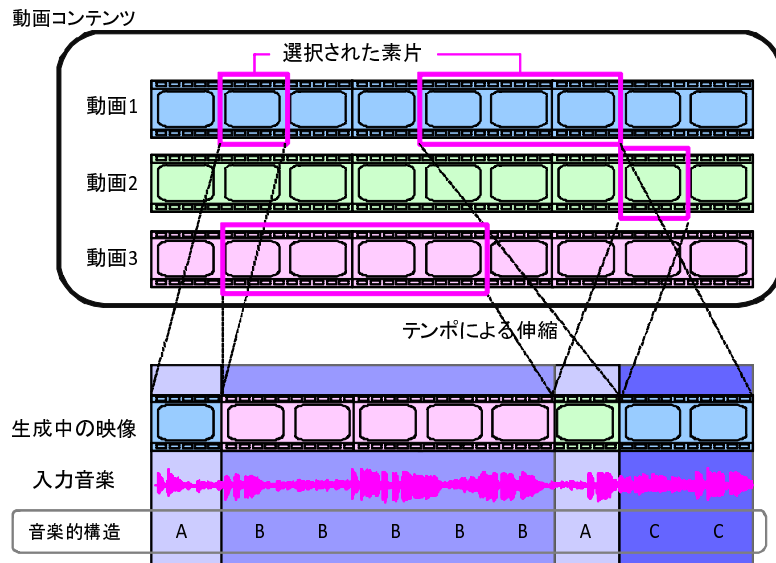 動画コンテンツ
選択された素片
動画1
動画2
動画3
テンポによる伸縮
生成中の映像
入力音楽
音楽的構造 A B B B B B A C C